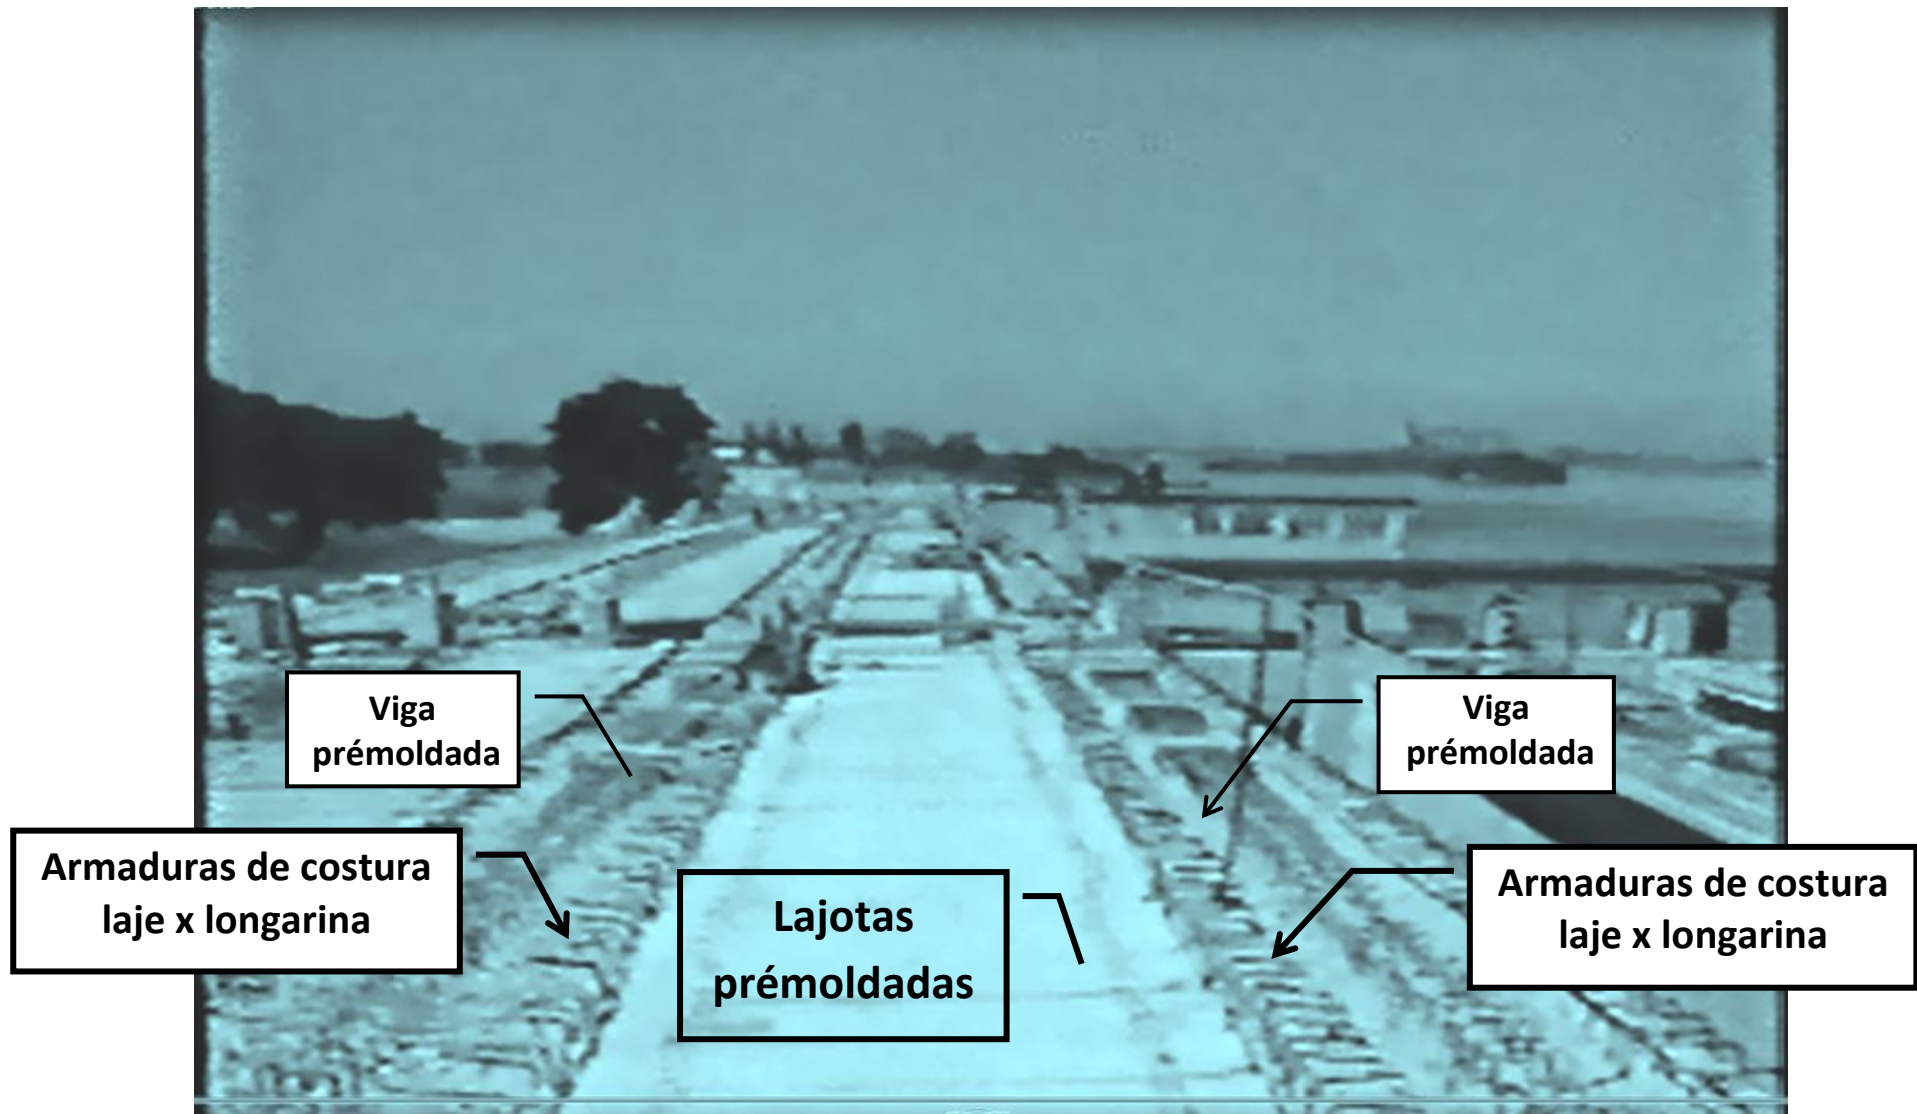 Viga
prémoldada
Viga
prémoldada
Armaduras de costura
laje x longarina
Lajotas
prémoldadas
Armaduras de costura
laje x longarina